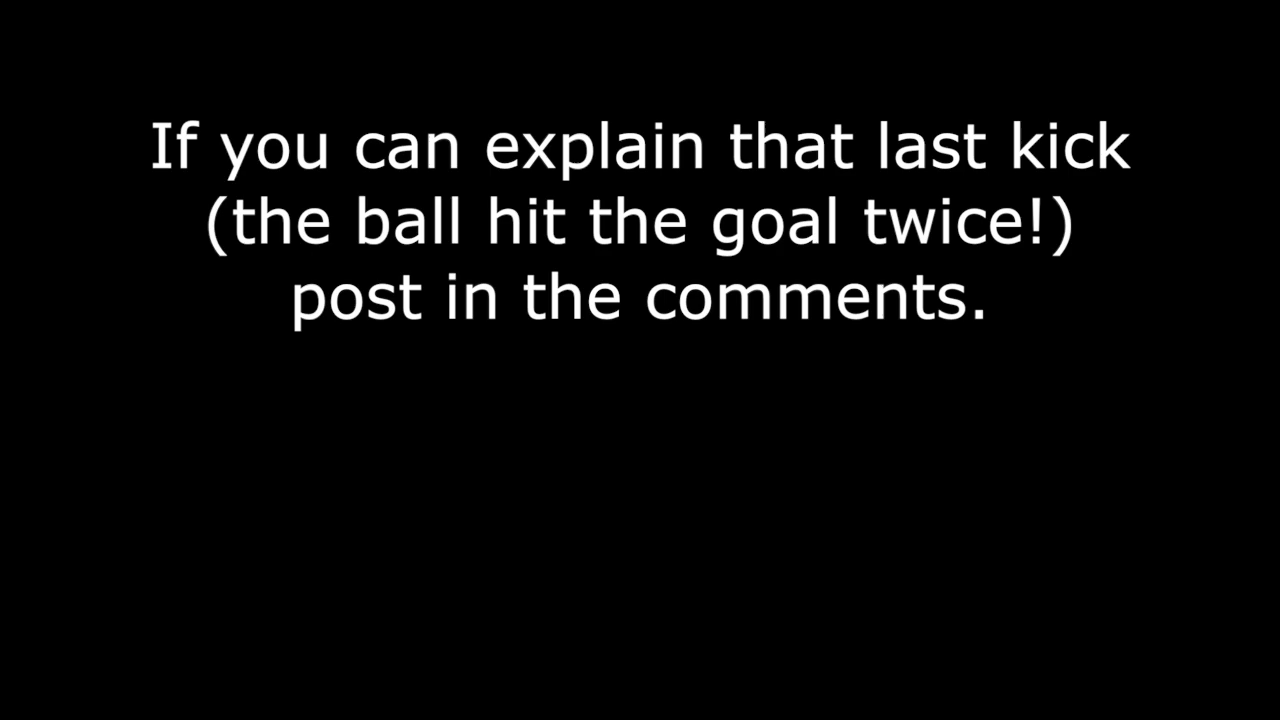 If you can explain that last kick
(the ball hit the goal twice!)
post in the comments.